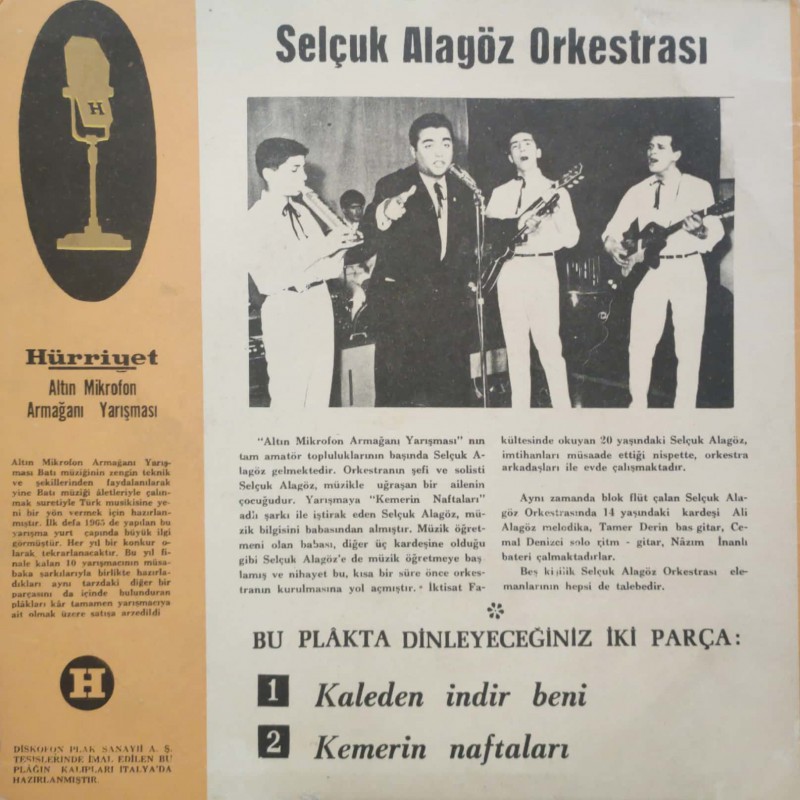 Selçuk Alagöz Orkestrası
H
Hürriyet
Altın Mikrofon
Armağanı Yarışması
Altın Mikrofon Armağanı Yarış-
ması Batı müziğinin zengin teknik
ve şekillerinden faydalanılarak
yine Batı müziği âletleriyle çalın-
mak suretiyle Türk musikisine ye-
ni bir yön vermek için hazırlan-
mıştır. İlk defa 1965 de yapılan bu
yarışma yurt çapında büyük ilgi
görmüştür. Her yıl bir konkur o-
larak tekrarlanacaktır. Bu yıl fi-
nale kalan 10 yarışmacının müsa-
baka şarkılarıyla birlikte hazırla-
dıkları aynı tarzdaki diğer bir
parçasını da içinde bulunduran
plâkları kâr tamamen yarışmacıya
ait olmak üzere satışa arzedildi
H
DİSKOFON PLAK SANAYİİ A. Ş.
TESİSLERİNDE İMAL EDİLEN BU
PLÂĞIN KALIPLARI İTALYA'DA
HAZIRLANMIŞTIR.
"Altın Mikrofon Armağanı Yarışması" nın
tam amatör topluluklarının başında Selçuk A-
lagöz gelmektedir. Orkestranın şefi ve solisti
Selçuk Alagöz, müzikle uğraşan bir ailenin
çocuğudur. Yarışmaya "Kemerin Naftaları"
adlı şarkı ile iştirak eden Selçuk Alagöz, mü-
zik bilgisini babasından almıştır. Müzik öğret-
meni olan babası, diğer üç kardeşine olduğu
gibi Selçuk Alagöz'e de müzik öğretmeye baş
lamış ve nihayet bu, kısa bir süre önce orkes-
tranın kurulmasına yol açmıştır. İktisat Fa-
kültesinde okuyan 20 yaşındaki Selçuk Alagöz,
imtihanları müsaade ettiği nispette, orkestra
arkadaşları ile evde çalışmaktadır.
Aynı zamanda blok flüt çalan Selçuk Ala-
göz Orkestrasında 14 yaşındaki kardeşi Ali
Alagöz melodika, Tamer Derin bas gitar, Ce-
mal Denizci solo ritm - gitar, Nâzım İnanlı
bateri çalmaktadırlar.
Beş kişilik Selçuk Alagöz Orkestrası ele-
manlarının hepsi de talebedir.
BU PLÂKTA DİNLEYECEĞİNİZ İKİ PARÇA:
1 Kaleden indir beni
2 Kemerin naftaları